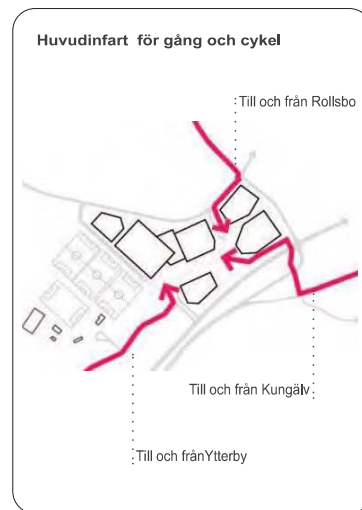 Huvudinfart för gång och cykel
Till och från Rollsbo
Till och från Kungälv
Till och frånYtterby